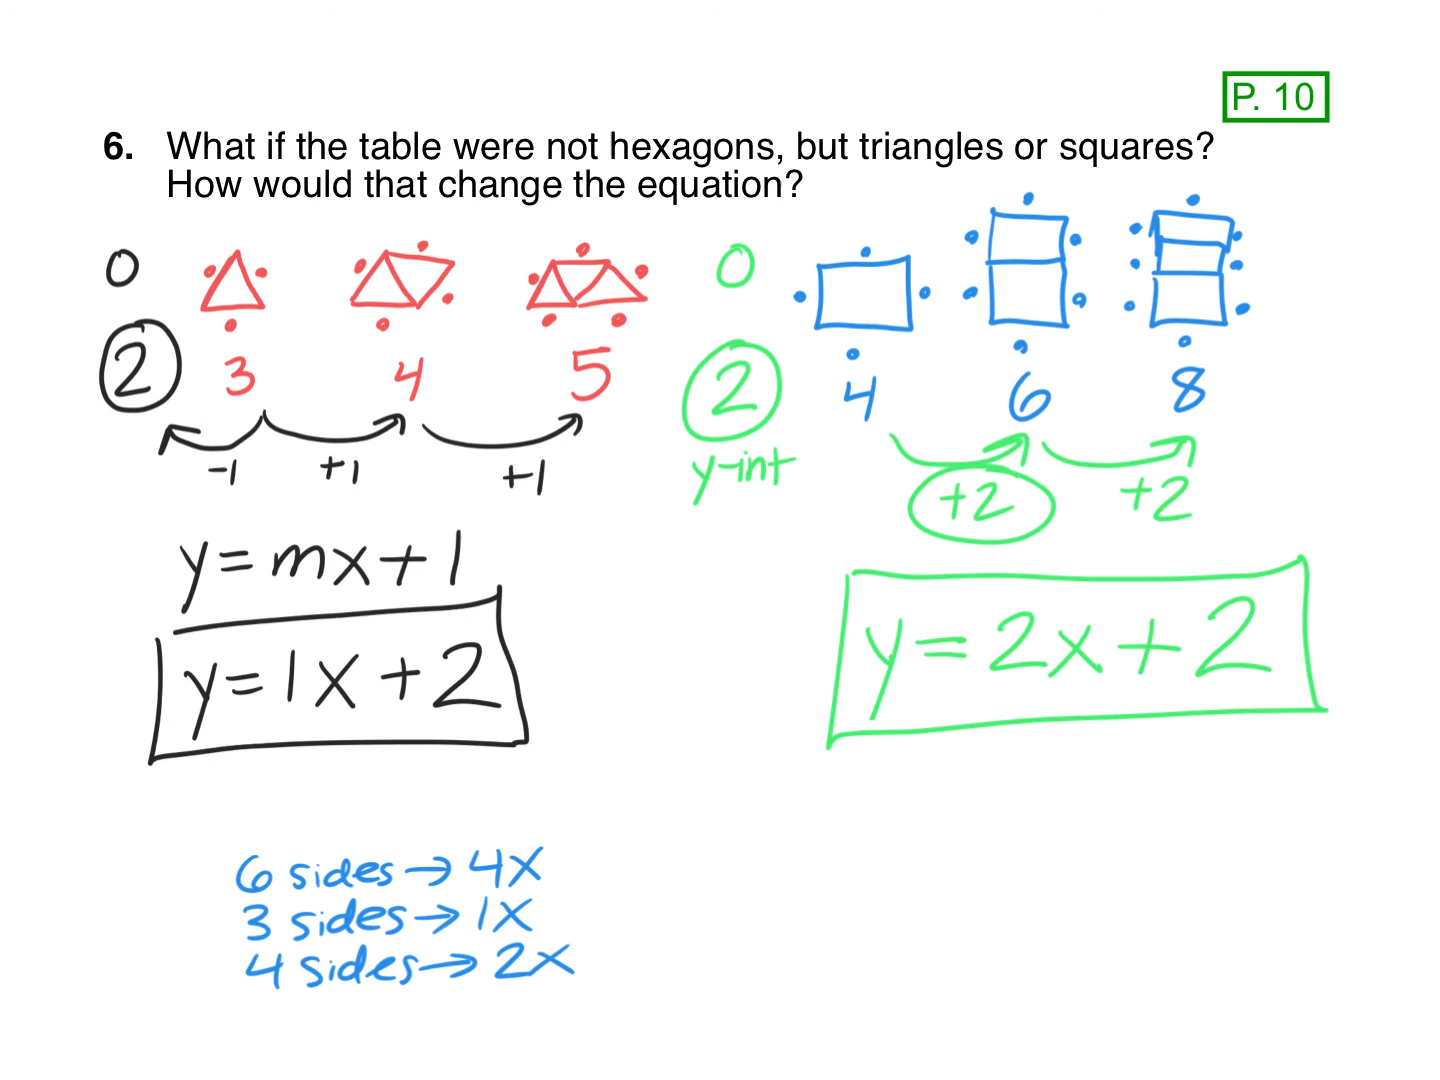 P. 10
6. What if the table were not hexagons, but triangles or squares?
How would that change the equation?
0
2 3 4 5
-1 +1 +1
y=mx+1
y=1x+2
0
2 4 6 8
y-int +2 +2
y=2x+2
6 sides→4x
3 sides→1x
4 sides→2x